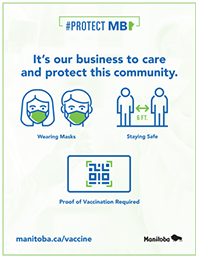 #PROTECT MB
It's our business to care
and protect this community.
6 FT.
Wearing Masks
Staying Safe
Proof of Vaccination Required
manitoba.ca/vaccine
Manitoba